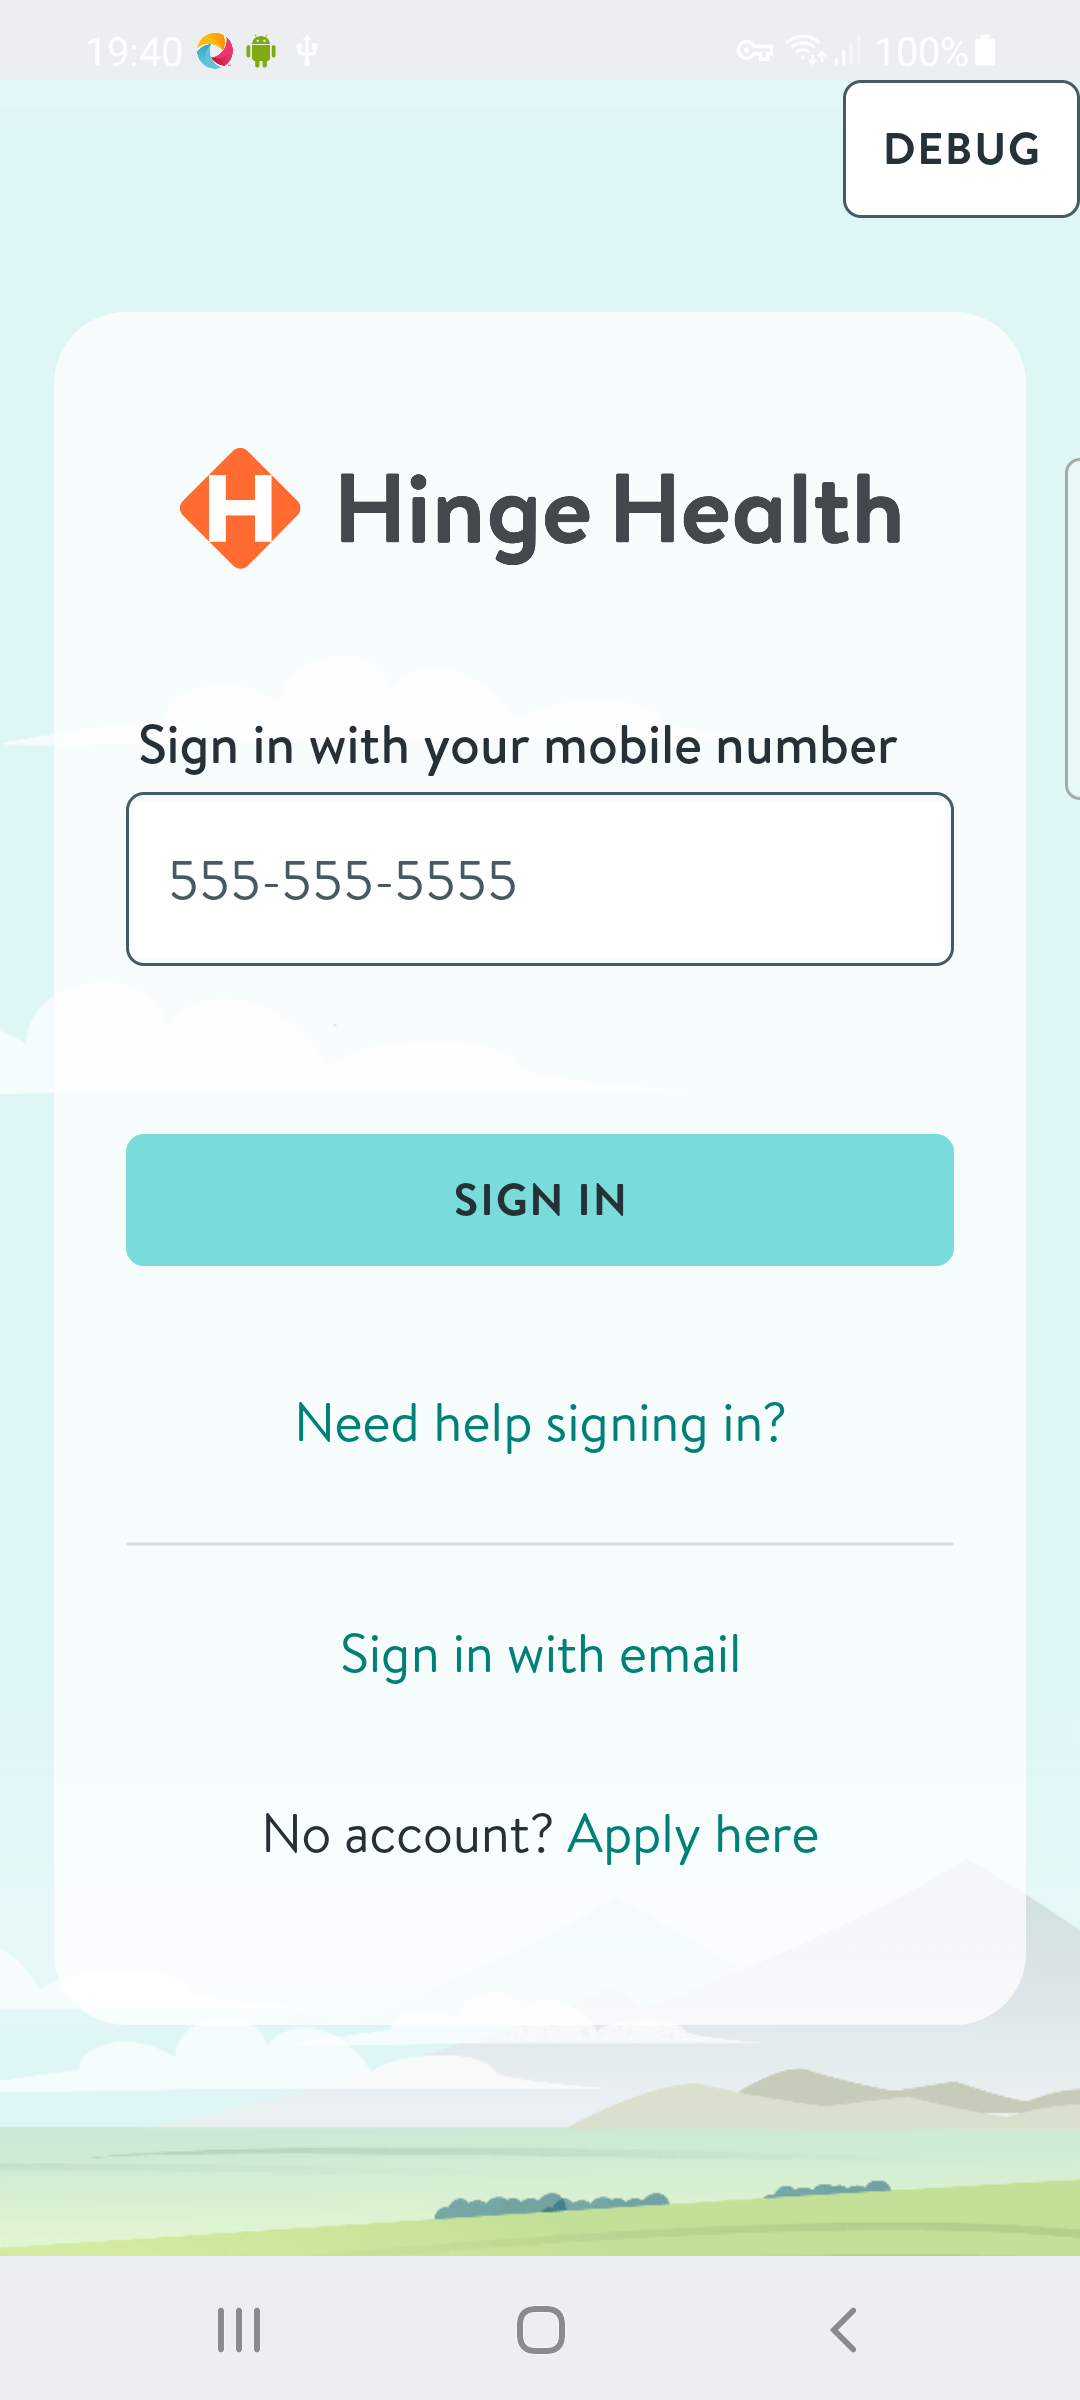 19:40 100%
DEBUG
Hinge Health
Sign in with your mobile number
555-555-5555
SIGN IN
Need help signing in?
Sign in with email
No account? Apply here